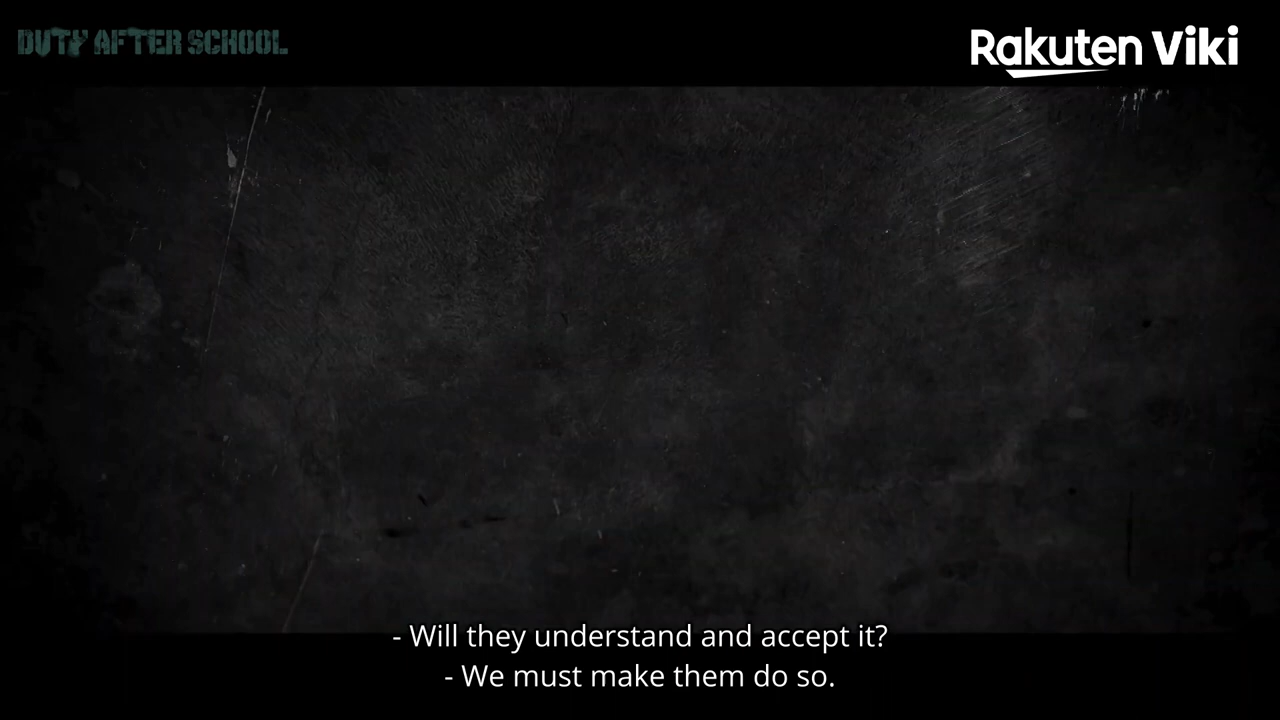 DUTY AFTER SCHOOL
Rakuten Viki
- Will they understand and accept it?
- We must make them do so.